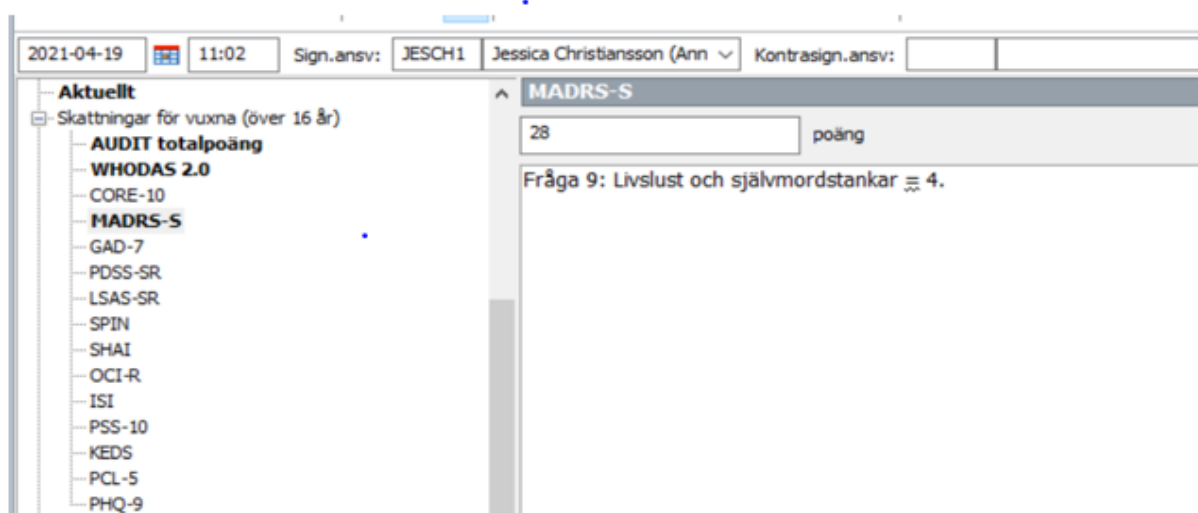 2021-04-19 11:02 Sign.ansv: JESCH1 Jessica Christiansson (Ann Kontrasign.ansv:
Aktuellt
Skattningar för vuxna (över 16 år)
AUDIT totalpoäng
WHODAS 2.0
CORE-10
MADRS-S
GAD-7
PDSS-SR
LSAS-SR
SPIN
SHAI
OCI-R
ISI
PSS-10
KEDS
PCL-5
PHQ-9
MADRS-S
28 poäng
Fråga 9: Livslust och självmordstankar = 4.